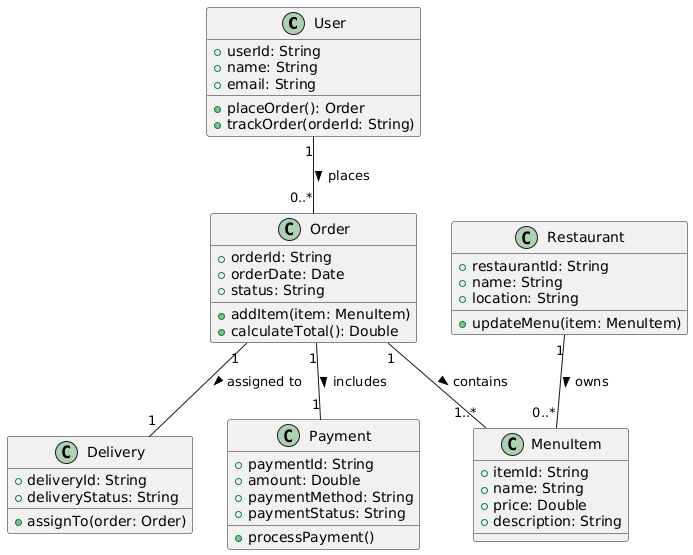 C User
userId: String
name: String
email: String
placeOrder(): Order
trackOrder(orderId: String)
1
places
0..*
C Order
orderId: String
orderDate: Date
status: String
addItem(item: MenuItem)
calculateTotal(): Double
C Restaurant
restaurantId: String
name: String
location: String
updateMenu(item: MenuItem)
1
assigned to
1
1
includes
1
1
contains
1..*
1
owns
0..*
C Delivery
deliveryId: String
deliveryStatus: String
assignTo(order: Order)
C Payment
paymentId: String
amount: Double
paymentMethod: String
paymentStatus: String
processPayment()
C MenuItem
itemId: String
name: String
price: Double
description: String